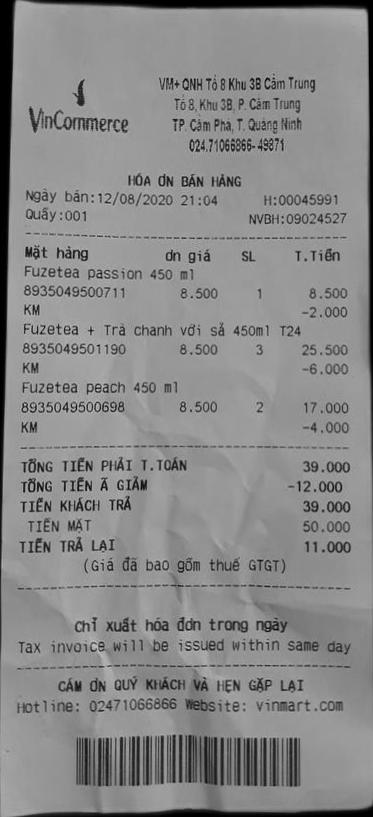 VinCommerce
VM+ QNH Tổ 8 Khu 3B Cẩm Trung
Tổ 8, Khu 3B, P. Cẩm Trung
TP. Cẩm Phả, T. Quảng Ninh
024.71066866-49871
HÓA ƠN BÁN HÀNG
Ngày bán:12/08/2020 21:04 H:00045991
Quầy:001 NVBH:09024527
Mặt hàng ơn giá SL T.Tiền
Fuzetea passion 450 ml
8935049500711 8.500 1 8.500
KM -2.000
Fuzetea + Trà chanh với sả 450ml T24
8935049501190 8.500 3 25.500
KM -6.000
Fuzetea peach 450 ml
8935049500698 8.500 2 17.000
KM -4.000
TỔNG TIỀN PHẢI T.TOÁN 39.000
TỔNG TIỀN Ã GIẢM -12.000
TIỀN KHÁCH TRẢ 39.000
TIỀN MẶT 50.000
TIỀN TRẢ LẠI 11.000
(Giá đã bao gồm thuế GTGT)
Chỉ xuất hóa đơn trong ngày
Tax invoice will be issued within same day
CẢM ƠN QUÝ KHÁCH VÀ HẸN GẶP LẠI
Hotline: 02471066866 Website: vinmart.com